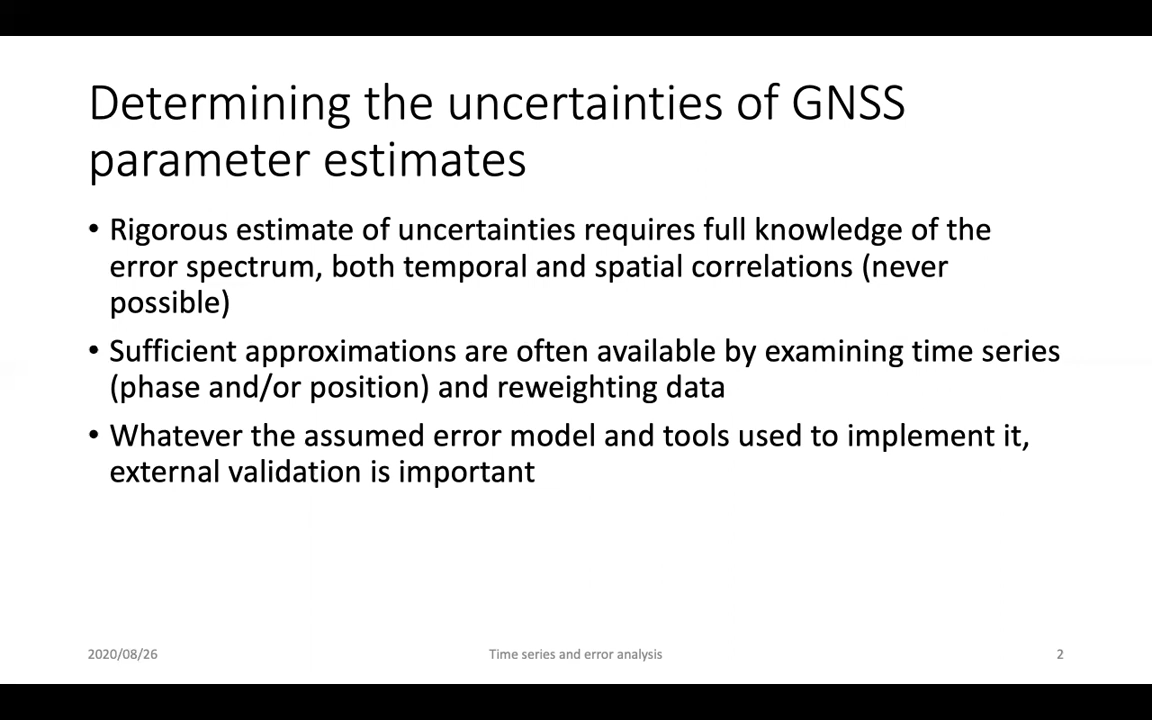 Determining the uncertainties of GNSS
parameter estimates
• Rigorous estimate of uncertainties requires full knowledge of the
error spectrum, both temporal and spatial correlations (never
possible)
• Sufficient approximations are often available by examining time series
(phase and/or position) and reweighting data
• Whatever the assumed error model and tools used to implement it,
external validation is important
2020/08/26
Time series and error analysis
2